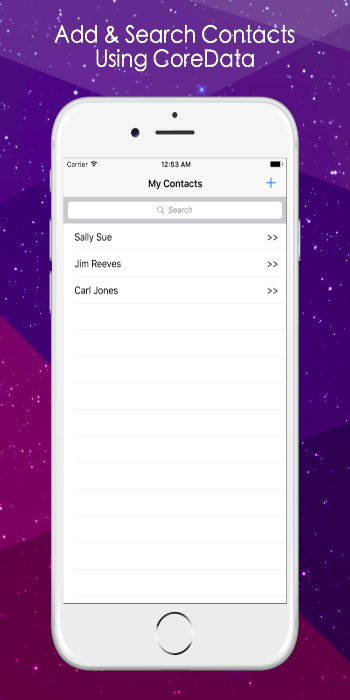 Add & Search Contacts
Using CoreData
Carrier 12:53 AM
My Contacts +
Search
Sally Sue >>
Jim Reeves >>
Carl Jones >>